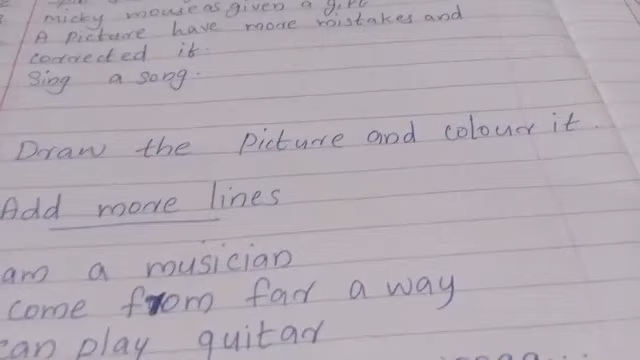 micky mouse as given a gift
A Picture have more mistakes and
corrected it.
Sing a song.
Draw the Picture and colour it.
Add more lines
am a musician
come from far a way
can play guitar